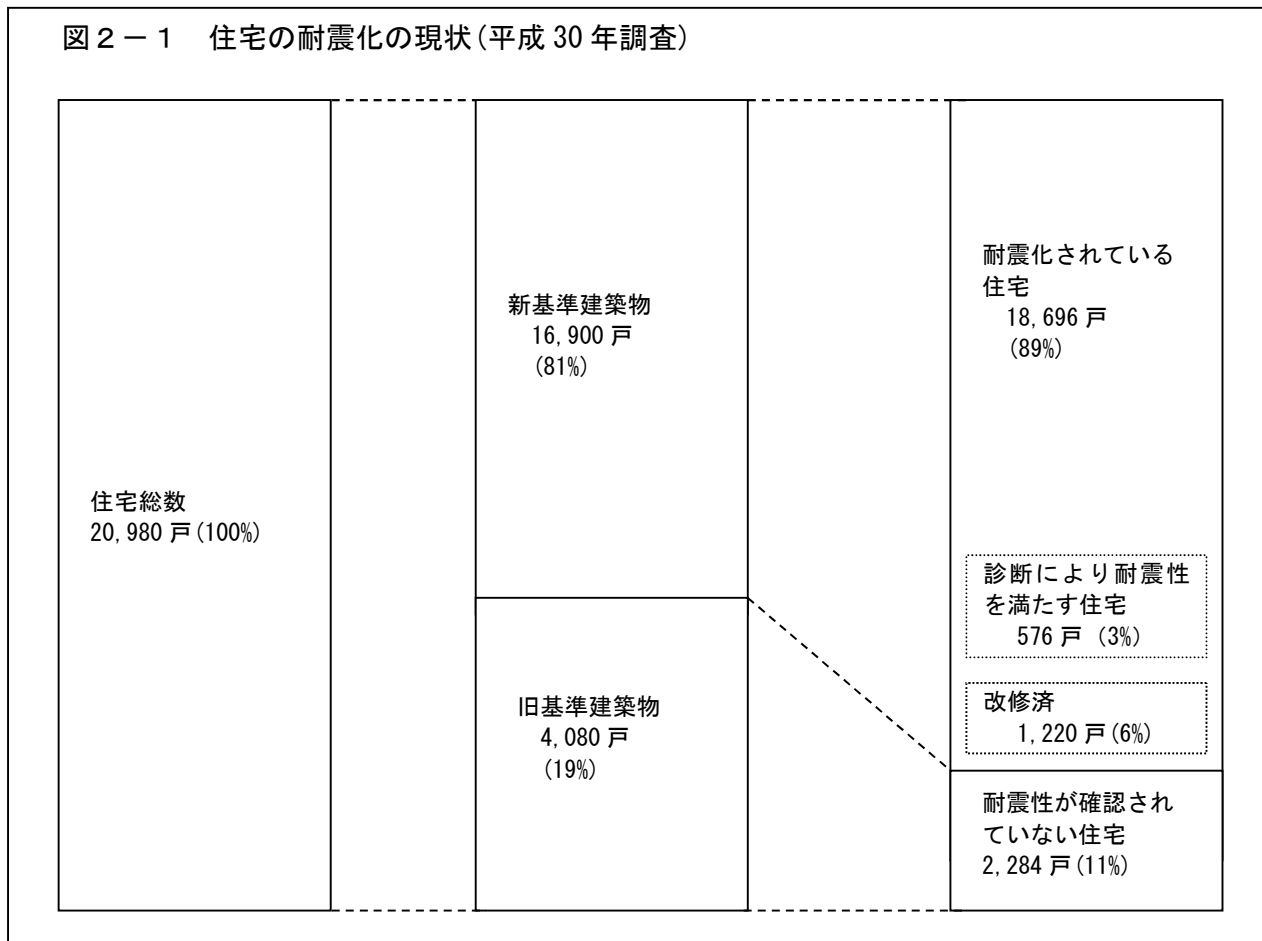 図２－１ 住宅の耐震化の現状(平成 30 年調査)
住宅総数
20,980 戸(100%)
新基準建築物
16,900 戸
(81%)
旧基準建築物
4,080 戸
(19%)
耐震化されている
住宅
18,696 戸
(89%)
診断により耐震性
を満たす住宅
576 戸 (3%)
改修済
1,220 戸(6%)
耐震性が確認され
ていない住宅
2,284 戸(11%)